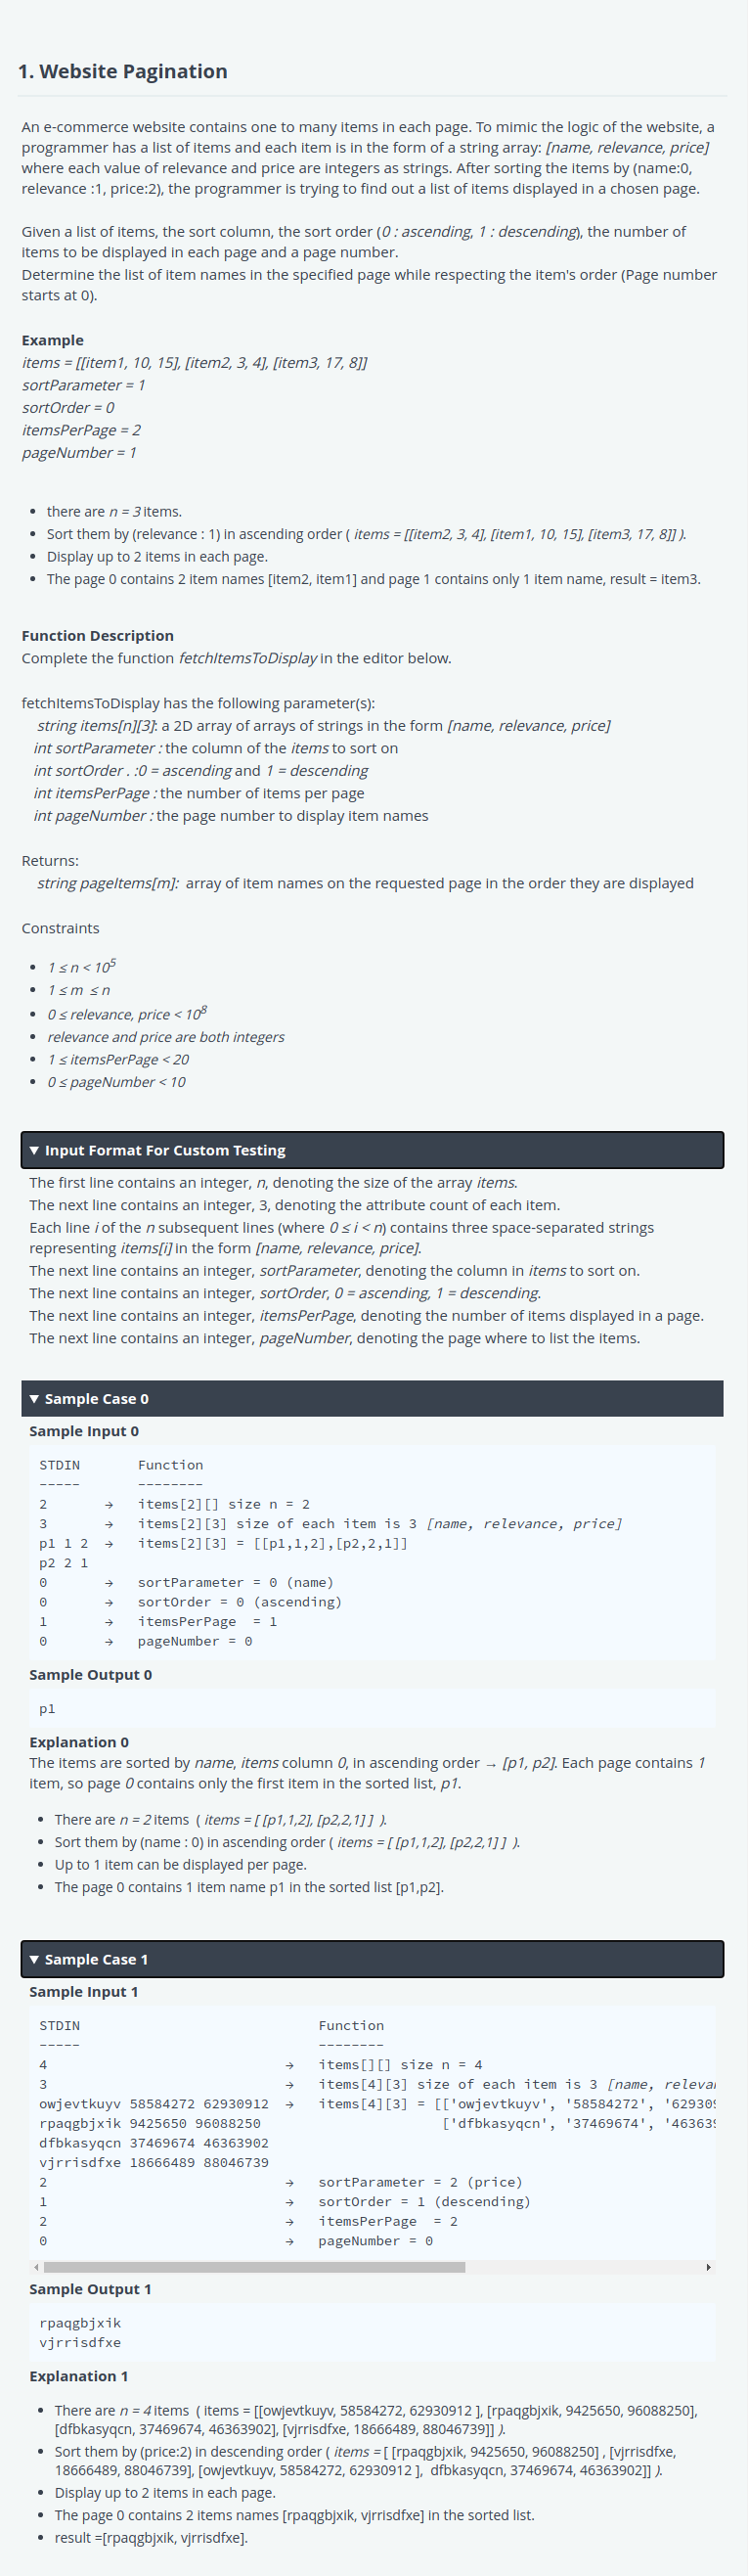 1. Website Pagination
An e-commerce website contains one to many items in each page. To mimic the logic of the website, a
programmer has a list of items and each item is in the form of a string array: [name, relevance, price]
where each value of relevance and price are integers as strings. After sorting the items by (name:0,
relevance :1, price:2), the programmer is trying to find out a list of items displayed in a chosen page.
Given a list of items, the sort column, the sort order (0 : ascending, 1 : descending), the number of
items to be displayed in each page and a page number.
Determine the list of item names in the specified page while respecting the item's order (Page number
starts at 0).
Example
items = [[item1, 10, 15], [item2, 3, 4], [item3, 17, 8]]
sortParameter = 1
sortOrder = 0
itemsPerPage = 2
pageNumber = 1
• there are n = 3 items.
• Sort them by (relevance : 1) in ascending order ( items = [[item2, 3, 4], [item1, 10, 15], [item3, 17, 8]] ).
• Display up to 2 items in each page.
• The page 0 contains 2 item names [item2, item1] and page 1 contains only 1 item name, result = item3.
Function Description
Complete the function fetchItemsToDisplay in the editor below.
fetchItemsToDisplay has the following parameter(s):
string items[n][3]: a 2D array of arrays of strings in the form [name, relevance, price]
int sortParameter : the column of the items to sort on
int sortOrder . :0 = ascending and 1 = descending
int itemsPerPage : the number of items per page
int pageNumber : the page number to display item names
Returns:
string pageItems[m]: array of item names on the requested page in the order they are displayed
Constraints
• 1 ≤ n < 10⁵
• 1 ≤ m ≤ n
• 0 ≤ relevance, price < 10⁸
• relevance and price are both integers
• 1 ≤ itemsPerPage < 20
• 0 ≤ pageNumber < 10
▼ Input Format For Custom Testing
The first line contains an integer, n, denoting the size of the array items.
The next line contains an integer, 3, denoting the attribute count of each item.
Each line i of the n subsequent lines (where 0 ≤ i < n) contains three space-separated strings
representing items[i] in the form [name, relevance, price].
The next line contains an integer, sortParameter, denoting the column in items to sort on.
The next line contains an integer, sortOrder, 0 = ascending, 1 = descending.
The next line contains an integer, itemsPerPage, denoting the number of items displayed in a page.
The next line contains an integer, pageNumber, denoting the page where to list the items.
▼ Sample Case 0
Sample Input 0
STDIN Function
----- --------
2 → items[2][] size n = 2
3 → items[2][3] size of each item is 3 [name, relevance, price]
p1 1 2 → items[2][3] = [[p1,1,2],[p2,2,1]]
p2 2 1
0 → sortParameter = 0 (name)
0 → sortOrder = 0 (ascending)
1 → itemsPerPage = 1
0 → pageNumber = 0
Sample Output 0
p1
Explanation 0
The items are sorted by name, items column 0, in ascending order → [p1, p2]. Each page contains 1
item, so page 0 contains only the first item in the sorted list, p1.
• There are n = 2 items ( items = [ [p1,1,2], [p2,2,1] ] ).
• Sort them by (name : 0) in ascending order ( items = [ [p1,1,2], [p2,2,1] ] ).
• Up to 1 item can be displayed per page.
• The page 0 contains 1 item name p1 in the sorted list [p1,p2].
▼ Sample Case 1
Sample Input 1
STDIN Function
----- --------
4 → items[][] size n = 4
3 → items[4][3] size of each item is 3 [name, releva
owjevtkuyv 58584272 62930912 → items[4][3] = [['owjevtkuyv', '58584272', '62930
rpaqgbjxik 9425650 96088250 ['dfbkasyqcn', '37469674', '46363
dfbkasyqcn 37469674 46363902
vjrrisdfxe 18666489 88046739
2 → sortParameter = 2 (price)
1 → sortOrder = 1 (descending)
2 → itemsPerPage = 2
0 → pageNumber = 0
Sample Output 1
rpaqgbjxik
vjrrisdfxe
Explanation 1
• There are n = 4 items ( items = [[owjevtkuyv, 58584272, 62930912 ], [rpaqgbjxik, 9425650, 96088250],
[dfbkasyqcn, 37469674, 46363902], [vjrrisdfxe, 18666489, 88046739]] ).
• Sort them by (price:2) in descending order ( items = [ [rpaqgbjxik, 9425650, 96088250] , [vjrrisdfxe,
18666489, 88046739], [owjevtkuyv, 58584272, 62930912 ], dfbkasyqcn, 37469674, 46363902]] ).
• Display up to 2 items in each page.
• The page 0 contains 2 items names [rpaqgbjxik, vjrrisdfxe] in the sorted list.
• result =[rpaqgbjxik, vjrrisdfxe].